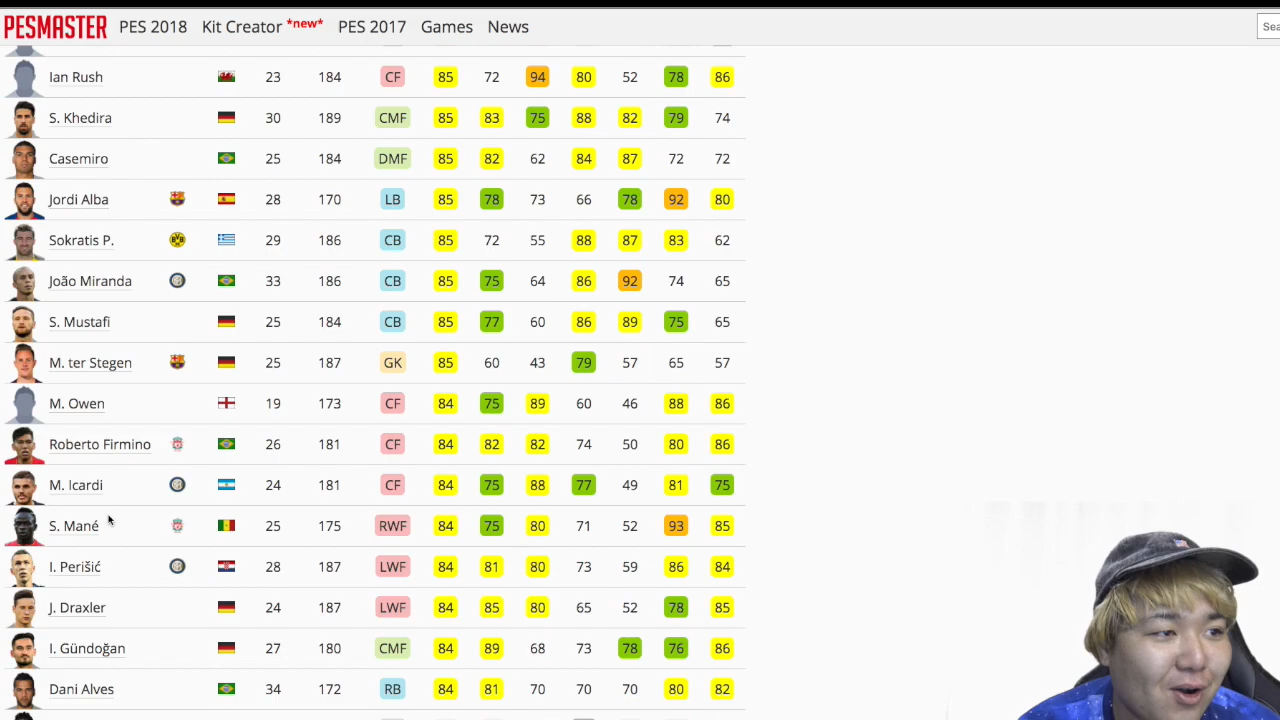 PESMASTER PES 2018 Kit Creator *new* PES 2017 Games News Sea
Ian Rush 23 184 CF 85 72 94 80 52 78 86
S. Khedira 30 189 CMF 85 83 75 88 82 79 74
Casemiro 25 184 DMF 85 82 62 84 87 72 72
Jordi Alba 28 170 LB 85 78 73 66 78 92 80
Sokratis P. 29 186 CB 85 72 55 88 87 83 62
João Miranda 33 186 CB 85 75 64 86 92 74 65
S. Mustafi 25 184 CB 85 77 60 86 89 75 65
M. ter Stegen 25 187 GK 85 60 43 79 57 65 57
M. Owen 19 173 CF 84 75 89 60 46 88 86
Roberto Firmino 26 181 CF 84 82 82 74 50 80 86
M. Icardi 24 181 CF 84 75 88 77 49 81 75
S. Mané 25 175 RWF 84 75 80 71 52 93 85
I. Perišić 28 187 LWF 84 81 80 73 59 86 84
J. Draxler 24 187 LWF 84 85 80 65 52 78 85
I. Gündoğan 27 180 CMF 84 89 68 73 78 76 86
Dani Alves 34 172 RB 84 81 70 70 70 80 82